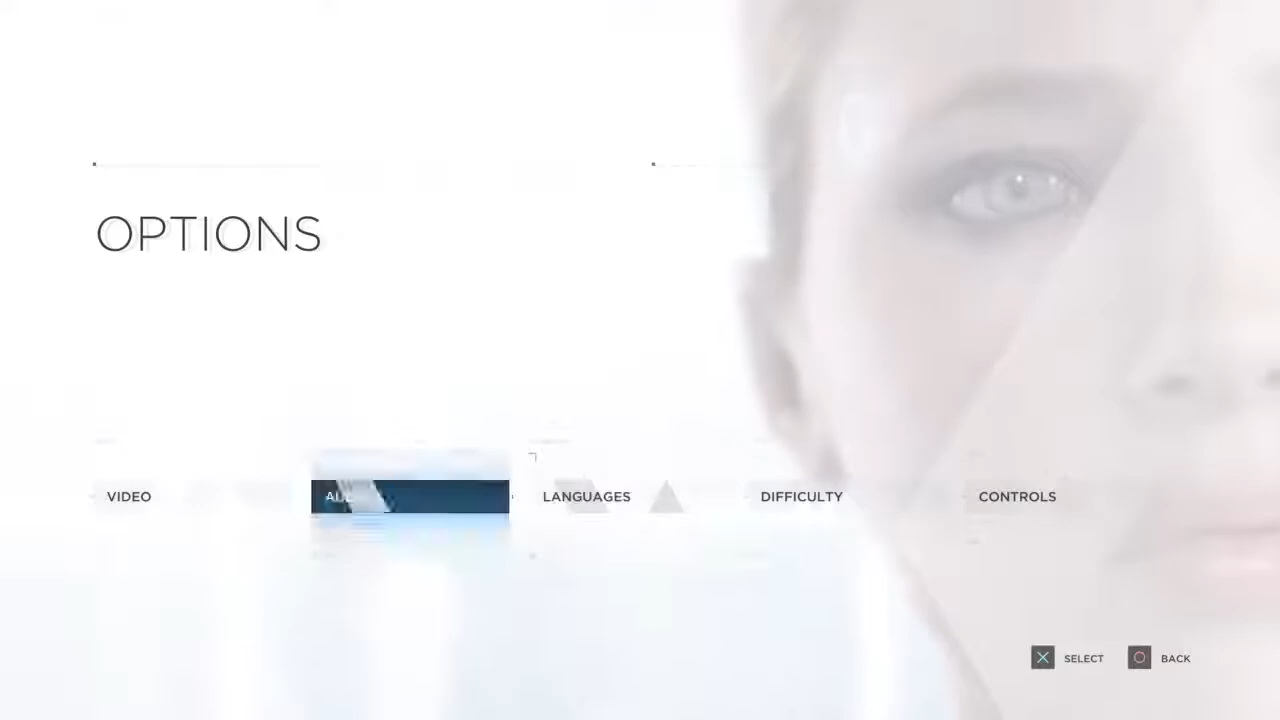 OPTIONS
VIDEO
LANGUAGES
DIFFICULTY
CONTROLS
SELECT
BACK